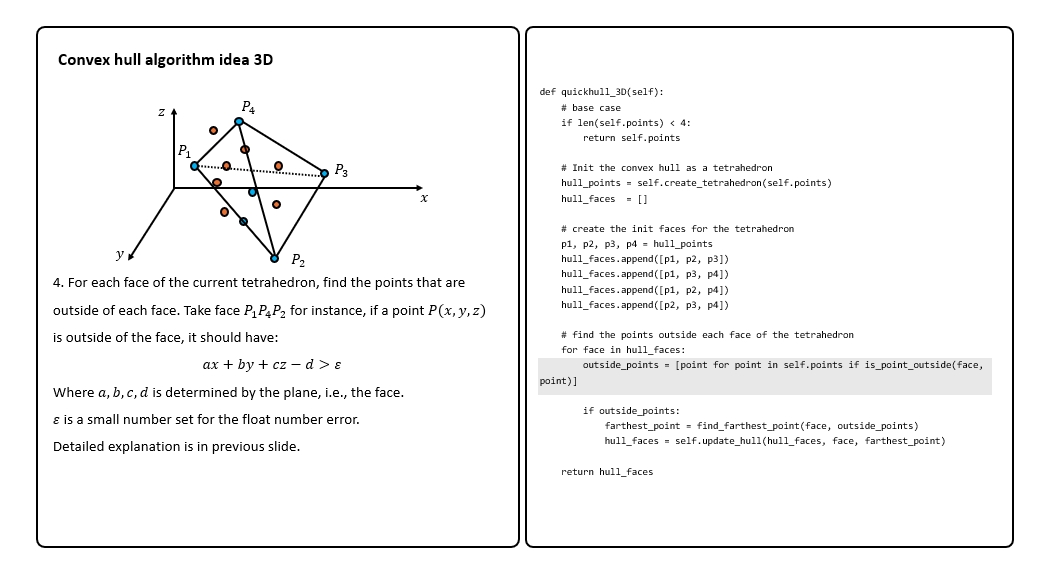 Convex hull algorithm idea 3D
z
P₄
P₁
P₃
x
y
P₂
4. For each face of the current tetrahedron, find the points that are
outside of each face. Take face P₁P₄P₂ for instance, if a point P(x, y, z)
is outside of the face, it should have:
ax + by + cz − d > ε
Where a, b, c, d is determined by the plane, i.e., the face.
ε is a small number set for the float number error.
Detailed explanation is in previous slide.
def quickhull_3D(self):
    # base case
    if len(self.points) < 4:
        return self.points
    # Init the convex hull as a tetrahedron
    hull_points = self.create_tetrahedron(self.points)
    hull_faces  = []
    # create the init faces for the tetrahedron
    p1, p2, p3, p4 = hull_points
    hull_faces.append([p1, p2, p3])
    hull_faces.append([p1, p3, p4])
    hull_faces.append([p1, p2, p4])
    hull_faces.append([p2, p3, p4])
    # find the points outside each face of the tetrahedron
    for face in hull_faces:
        outside_points = [point for point in self.points if is_point_outside(face,
point)]
        if outside_points:
            farthest_point = find_farthest_point(face, outside_points)
            hull_faces = self.update_hull(hull_faces, face, farthest_point)
    return hull_faces